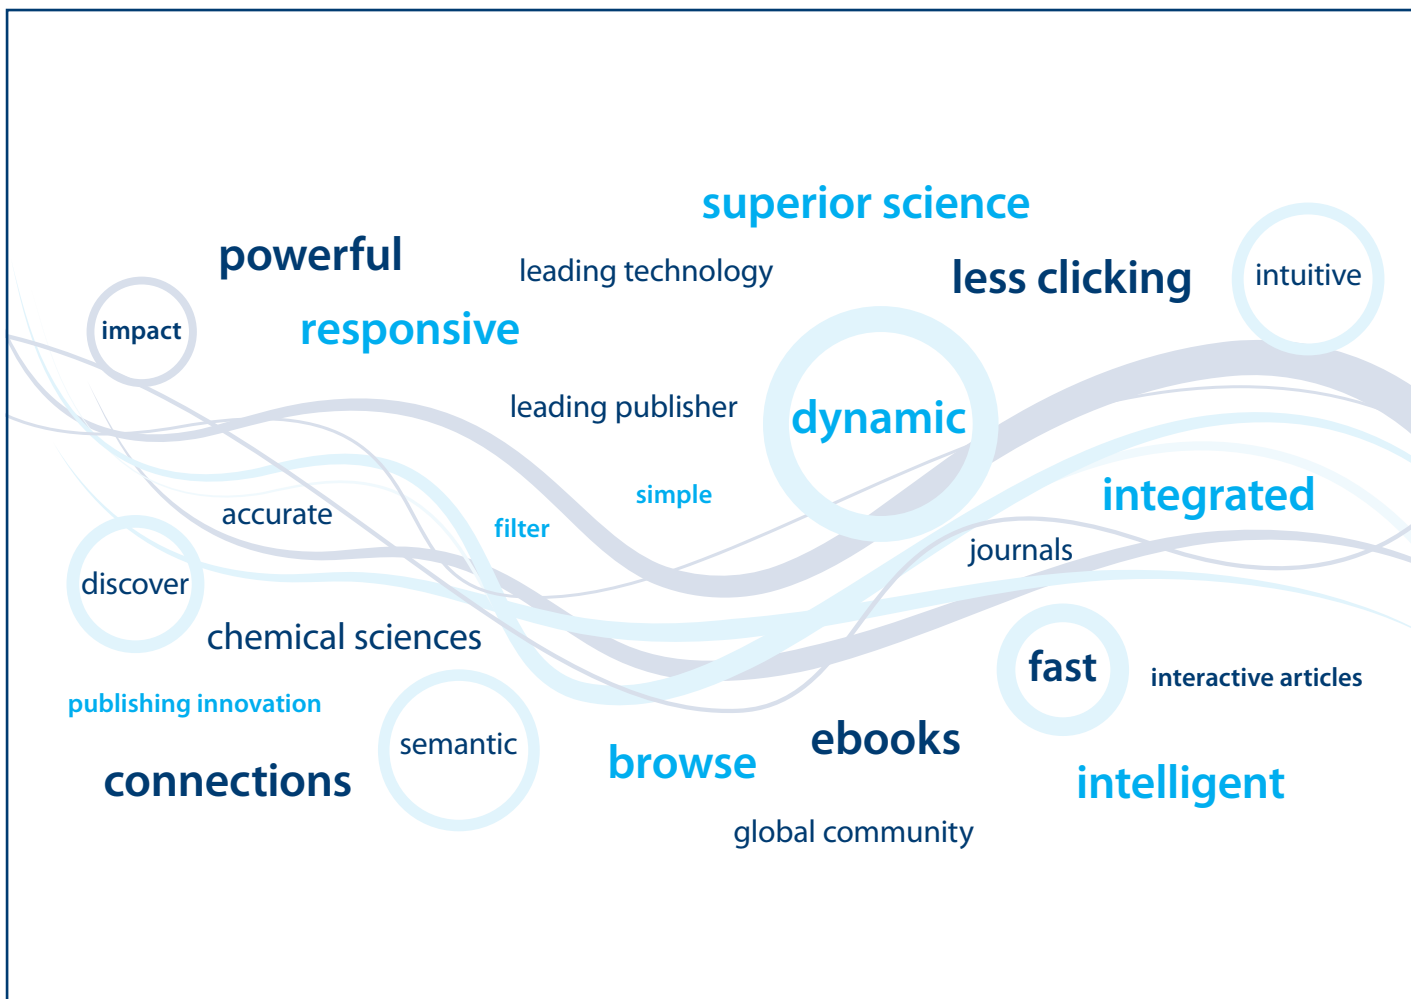 superior science
powerful
leading technology
less clicking
intuitive
impact
responsive
leading publisher
dynamic
simple
integrated
accurate
filter
journals
discover
chemical sciences
fast
interactive articles
publishing innovation
semantic
ebooks
browse
connections
intelligent
global community